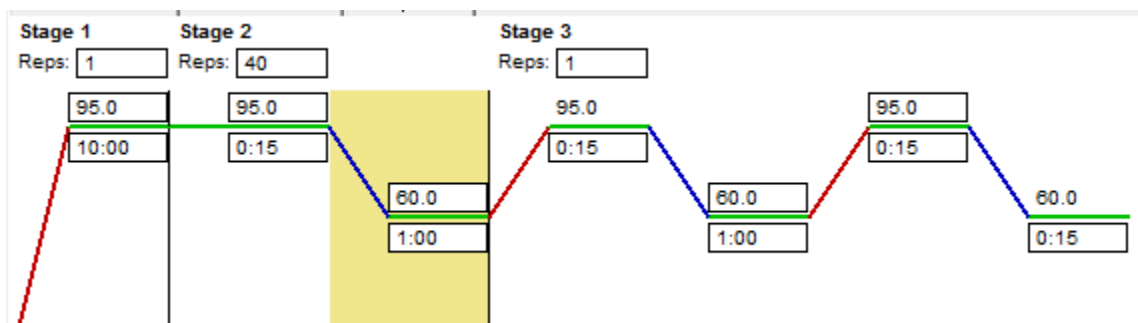 Stage 1 Stage 2 Stage 3
Reps: 1 Reps: 40 Reps: 1
95.0 95.0 95.0 95.0
10:00 0:15 0:15 0:15
60.0 60.0 60.0
1:00 1:00 0:15